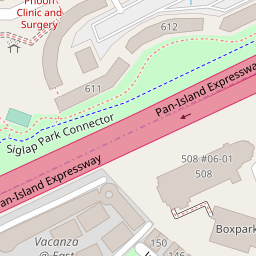 Clinic and
Surgery
612
611
Pan-Island Expressway
Siglap Park Connector
Pan-Island Expressway
508 #06-01
508
Boxpark
Vacanza
@ East
150
146